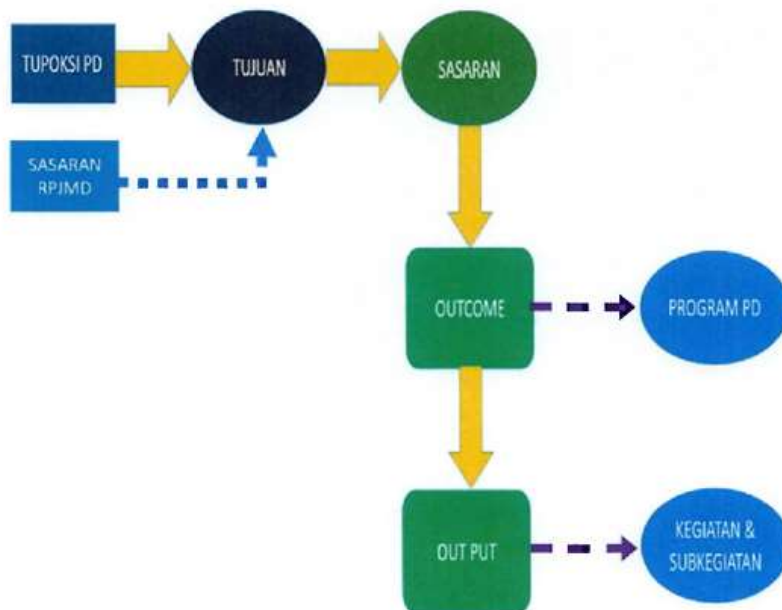 TUPOKSI PD
TUJUAN
SASARAN
SASARAN
RPJMD
OUTCOME
PROGRAM PD
OUT PUT
KEGIATAN &
SUBKEGIATAN